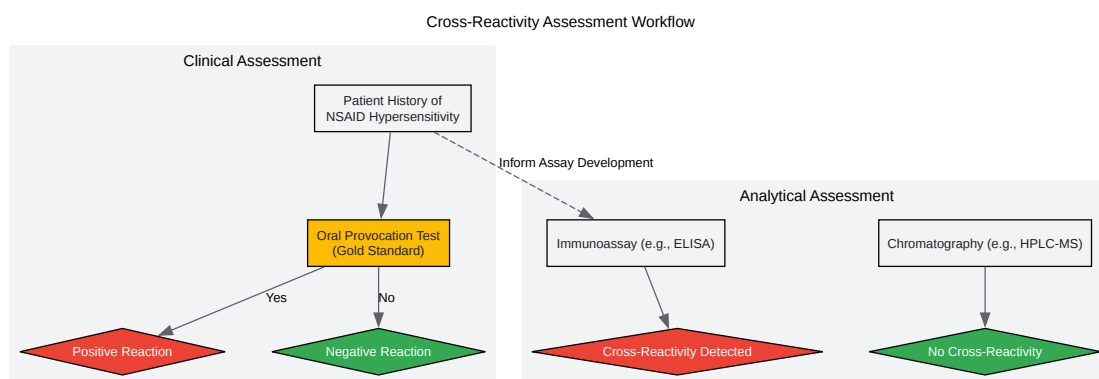 Cross-Reactivity Assessment Workflow
Clinical Assessment
Patient History of
NSAID Hypersensitivity
Inform Assay Development
Analytical Assessment
Oral Provocation Test
(Gold Standard)
Immunoassay (e.g., ELISA)
Chromatography (e.g., HPLC-MS)
Yes
No
Positive Reaction
Negative Reaction
Cross-Reactivity Detected
No Cross-Reactivity